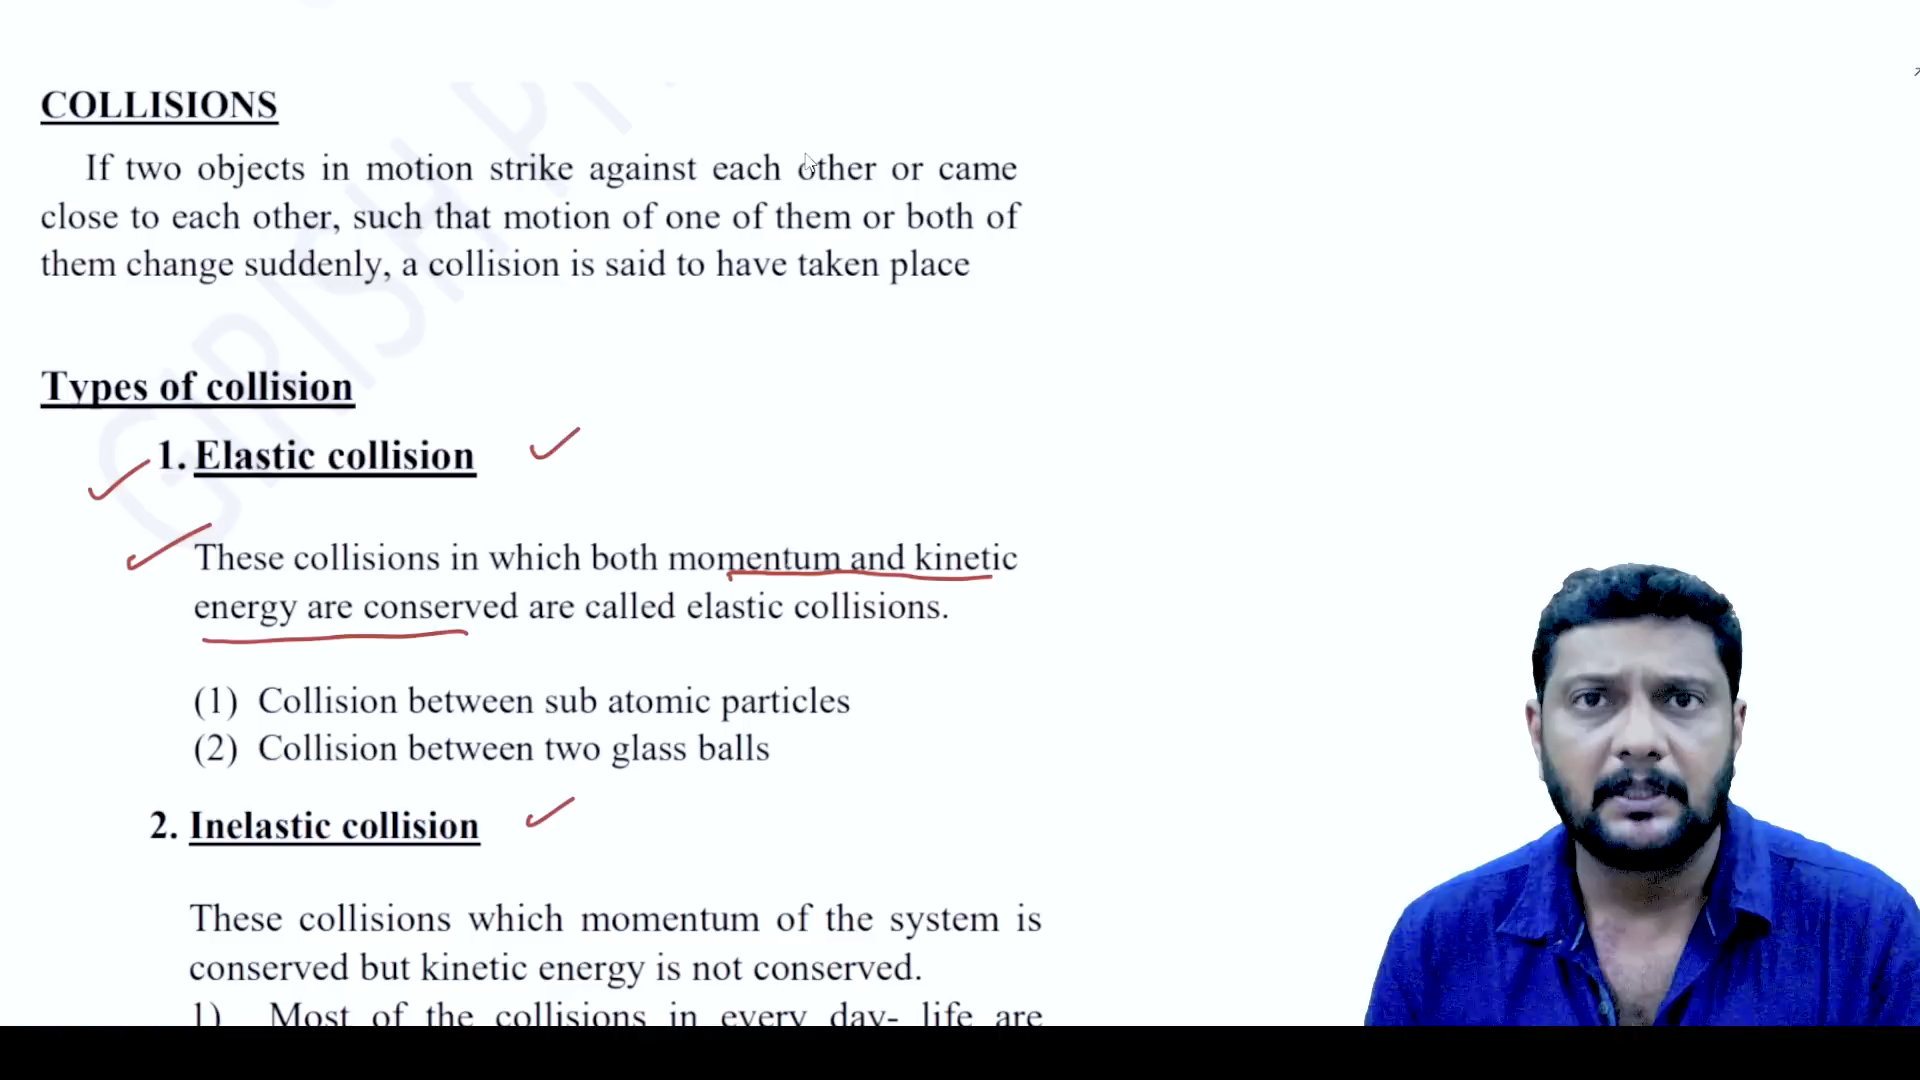 COLLISIONS
If two objects in motion strike against each other or came
close to each other, such that motion of one of them or both of
them change suddenly, a collision is said to have taken place
Types of collision
1. Elastic collision
These collisions in which both momentum and kinetic
energy are conserved are called elastic collisions.
(1) Collision between sub atomic particles
(2) Collision between two glass balls
2. Inelastic collision
These collisions which momentum of the system is
conserved but kinetic energy is not conserved.
1) Most of the collisions in every day- life are